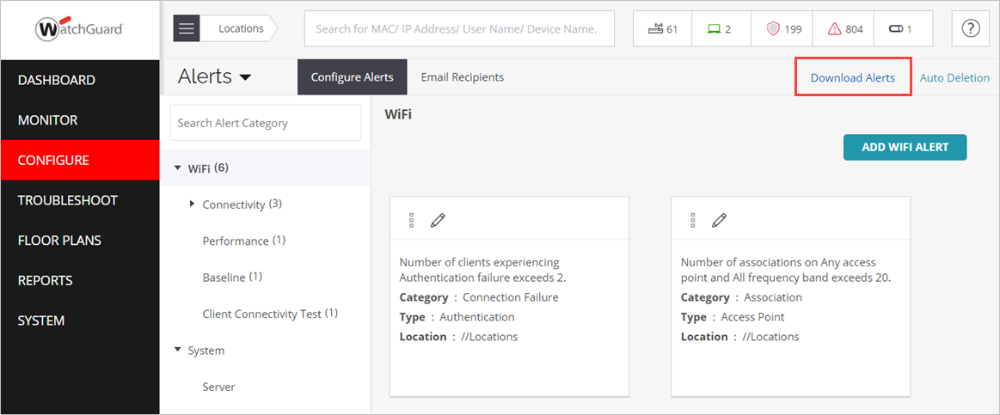 WatchGuard
Locations
Search for MAC/ IP Address/ User Name/ Device Name.
61
2
199
804
1
?
DASHBOARD
MONITOR
CONFIGURE
TROUBLESHOOT
FLOOR PLANS
REPORTS
SYSTEM
Alerts
Configure Alerts
Email Recipients
Download Alerts
Auto Deletion
Search Alert Category
WiFi (6)
Connectivity (3)
Performance (1)
Baseline (1)
Client Connectivity Test (1)
System
Server
WiFi
ADD WIFI ALERT
Number of clients experiencing
Authentication failure exceeds 2.
Category : Connection Failure
Type : Authentication
Location : //Locations
Number of associations on Any access
point and All frequency band exceeds 20.
Category : Association
Type : Access Point
Location : //Locations